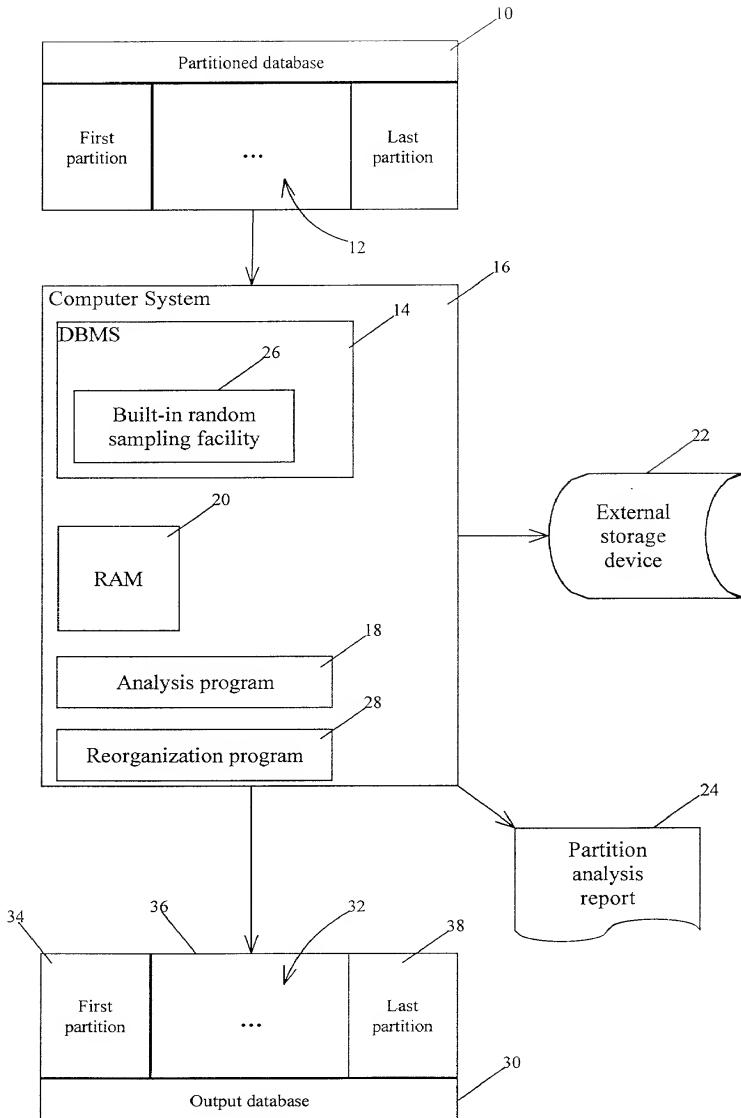 10
Partitioned database
First
partition
...
Last
partition
12
16
Computer System
14
DBMS
26
Built-in random
sampling facility
22
External
storage
device
20
RAM
18
Analysis program
28
Reorganization program
24
Partition
analysis
report
34
36
32
38
First
partition
...
Last
partition
30
Output database